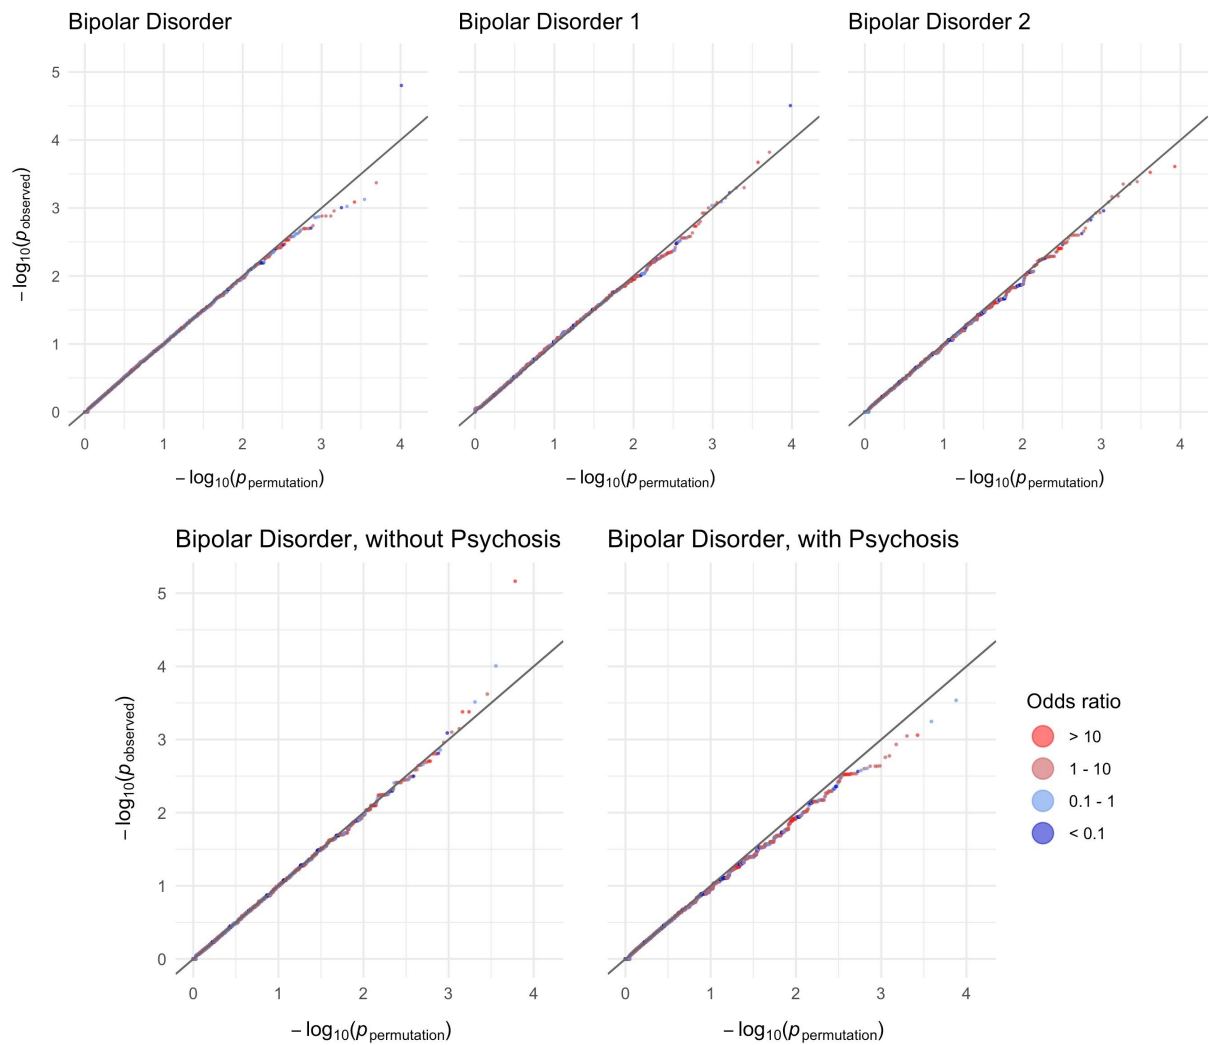 Bipolar Disorder
Bipolar Disorder 1
Bipolar Disorder 2
5
4
3
2
1
0
− log10(pobserved)
0 1 2 3 4
0 1 2 3 4
0 1 2 3 4
− log10(ppermutation)
− log10(ppermutation)
− log10(ppermutation)
Bipolar Disorder, without Psychosis
Bipolar Disorder, with Psychosis
5
4
3
2
1
0
− log10(pobserved)
0 1 2 3 4
0 1 2 3 4
− log10(ppermutation)
− log10(ppermutation)
Odds ratio
> 10
1 - 10
0.1 - 1
< 0.1